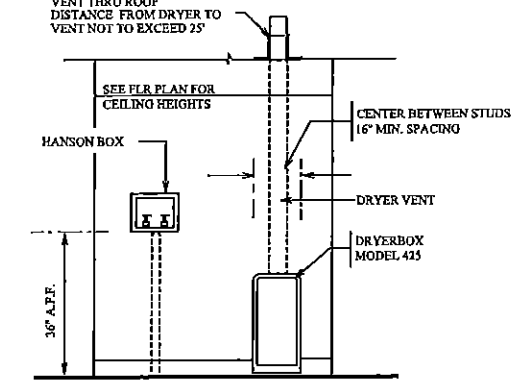 VENT THRU ROOF
DISTANCE FROM DRYER TO
VENT NOT TO EXCEED 25'
SEE FLR PLAN FOR
CEILING HEIGHTS
HANSON BOX
CENTER BETWEEN STUDS
16" MIN. SPACING
DRYER VENT
DRYERBOX
MODEL 425
36" A.F.F.